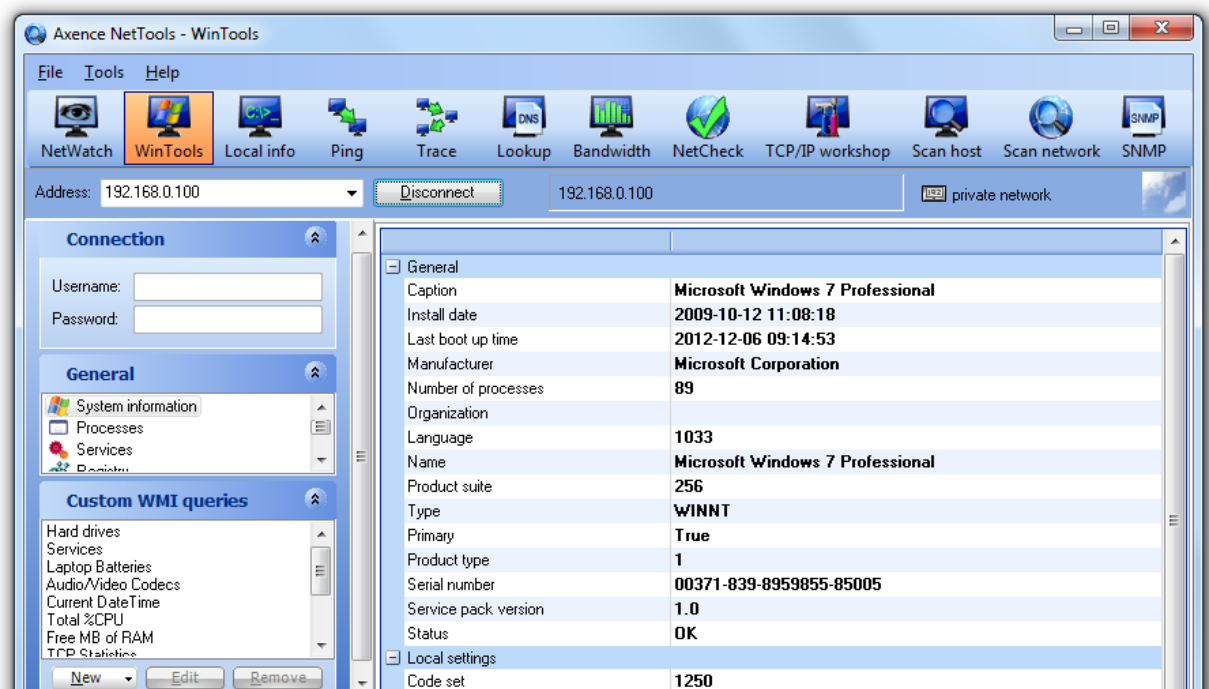 Axence NetTools - WinTools
File Tools Help
C:\>_ DNS SNMP
NetWatch WinTools Local info Ping Trace Lookup Bandwidth NetCheck TCP/IP workshop Scan host Scan network SNMP
Address: 192.168.0.100 Disconnect 192.168.0.100 192 private network
Connection
Username:
Password:
General
System information
Processes
Services
Registry
Custom WMI queries
Hard drives
Services
Laptop Batteries
Audio/Video Codecs
Current DateTime
Total %CPU
Free MB of RAM
TCP Statistics
New Edit Remove
General
Caption Microsoft Windows 7 Professional
Install date 2009-10-12 11:08:18
Last boot up time 2012-12-06 09:14:53
Manufacturer Microsoft Corporation
Number of processes 89
Organization
Language 1033
Name Microsoft Windows 7 Professional
Product suite 256
Type WINNT
Primary True
Product type 1
Serial number 00371-839-8959855-85005
Service pack version 1.0
Status OK
Local settings
Code set 1250